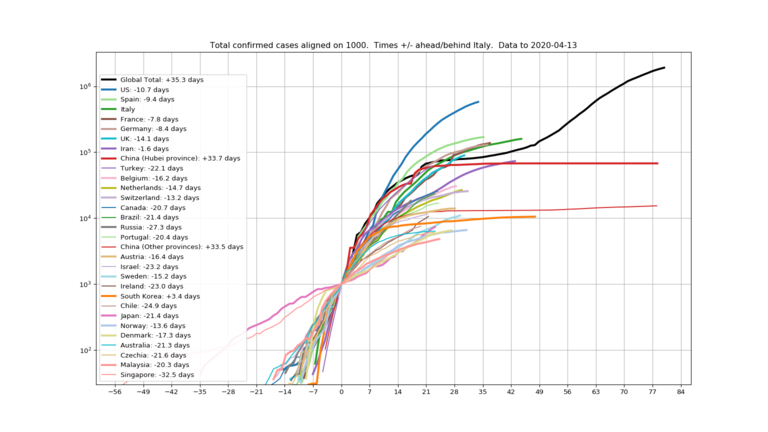 Total confirmed cases aligned on 1000.  Times +/- ahead/behind Italy.  Data to 2020-04-13
Global Total: +35.3 days
US: -10.7 days
Spain: -9.4 days
Italy
France: -7.8 days
Germany: -8.4 days
UK: -14.1 days
Iran: -1.6 days
China (Hubei province): +33.7 days
Turkey: -22.1 days
Belgium: -16.2 days
Netherlands: -14.7 days
Switzerland: -13.2 days
Canada: -20.7 days
Brazil: -21.4 days
Russia: -27.3 days
Portugal: -20.4 days
China (Other provinces): +33.5 days
Austria: -16.4 days
Israel: -23.2 days
Sweden: -15.2 days
Ireland: -23.0 days
South Korea: +3.4 days
Chile: -24.9 days
Japan: -21.4 days
Norway: -13.6 days
Denmark: -17.3 days
Australia: -21.3 days
Czechia: -21.6 days
Malaysia: -20.3 days
Singapore: -32.5 days
10⁶
10⁵
10⁴
10³
10²
−56 −49 −42 −35 −28 −21 −14 −7 0 7 14 21 28 35 42 49 56 63 70 77 84